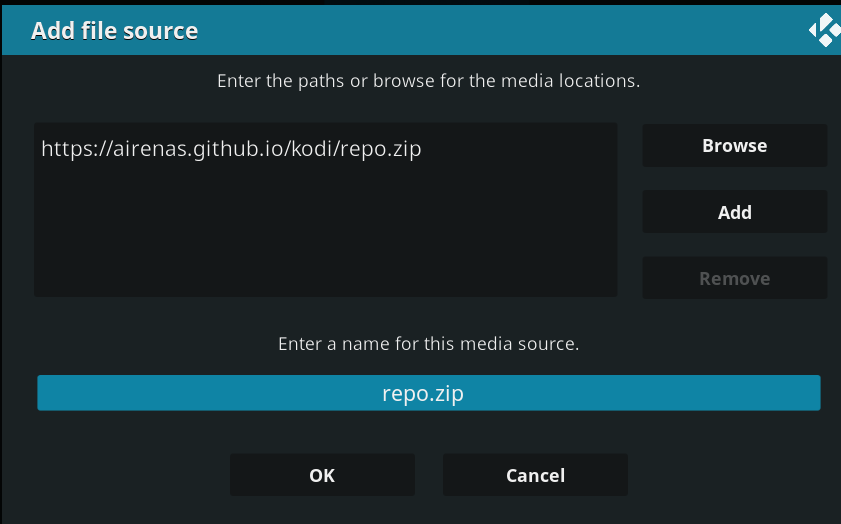 Add file source
Enter the paths or browse for the media locations.
https://airenas.github.io/kodi/repo.zip
Browse
Add
Remove
Enter a name for this media source.
repo.zip
OK
Cancel